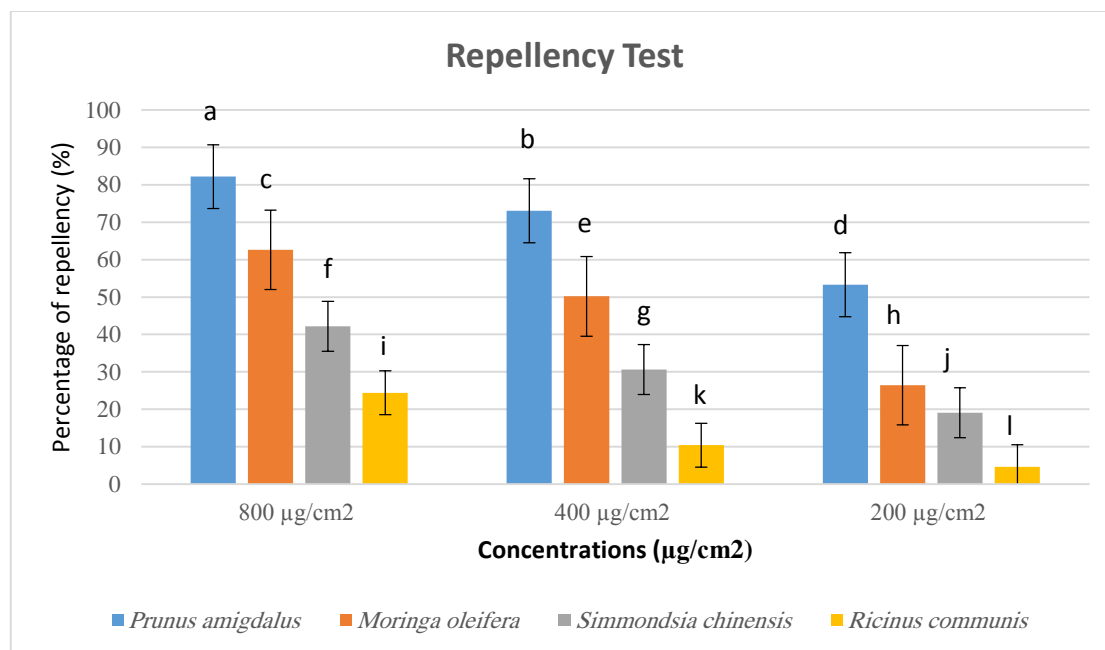 Repellency Test
Percentage of repellency (%)
100
90
80
70
60
50
40
30
20
10
0
a
c
f
i
b
e
g
k
d
h
j
l
800 µg/cm2
400 µg/cm2
200 µg/cm2
Concentrations (µg/cm2)
Prunus amigdalus
Moringa oleifera
Simmondsia chinensis
Ricinus communis